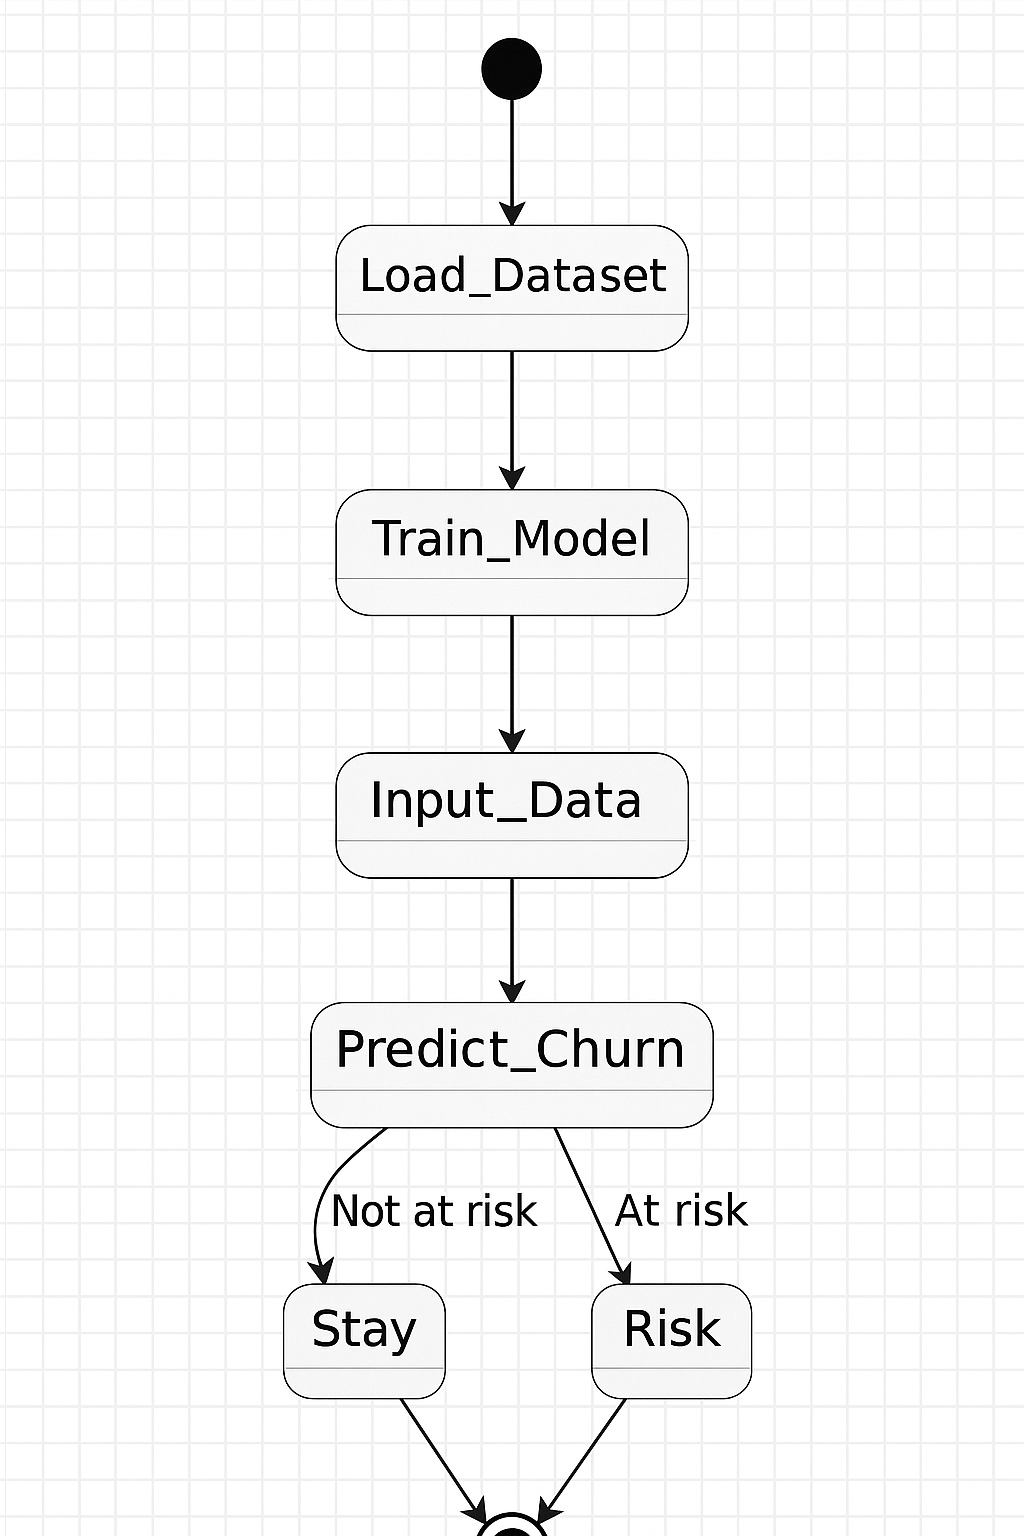 Load_Dataset
Train_Model
Input_Data
Predict_Churn
Not at risk
At risk
Stay
Risk